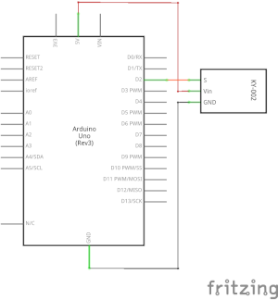 3V3
5V
VIN
RESET
RESET2
AREF
ioref
A0
A1
A2
A3
A4/SDA
A5/SCL
N/C
Arduino
Uno
(Rev3)
D0/RX
D1/TX
D2
D3 PWM
D4
D5 PWM
D6 PWM
D7
D8
D9 PWM
D10 PWM/SS
D11 PWM/MOSI
D12/MISO
D13/SCK
GND
S
Vin
GND
KY-002
fritzing